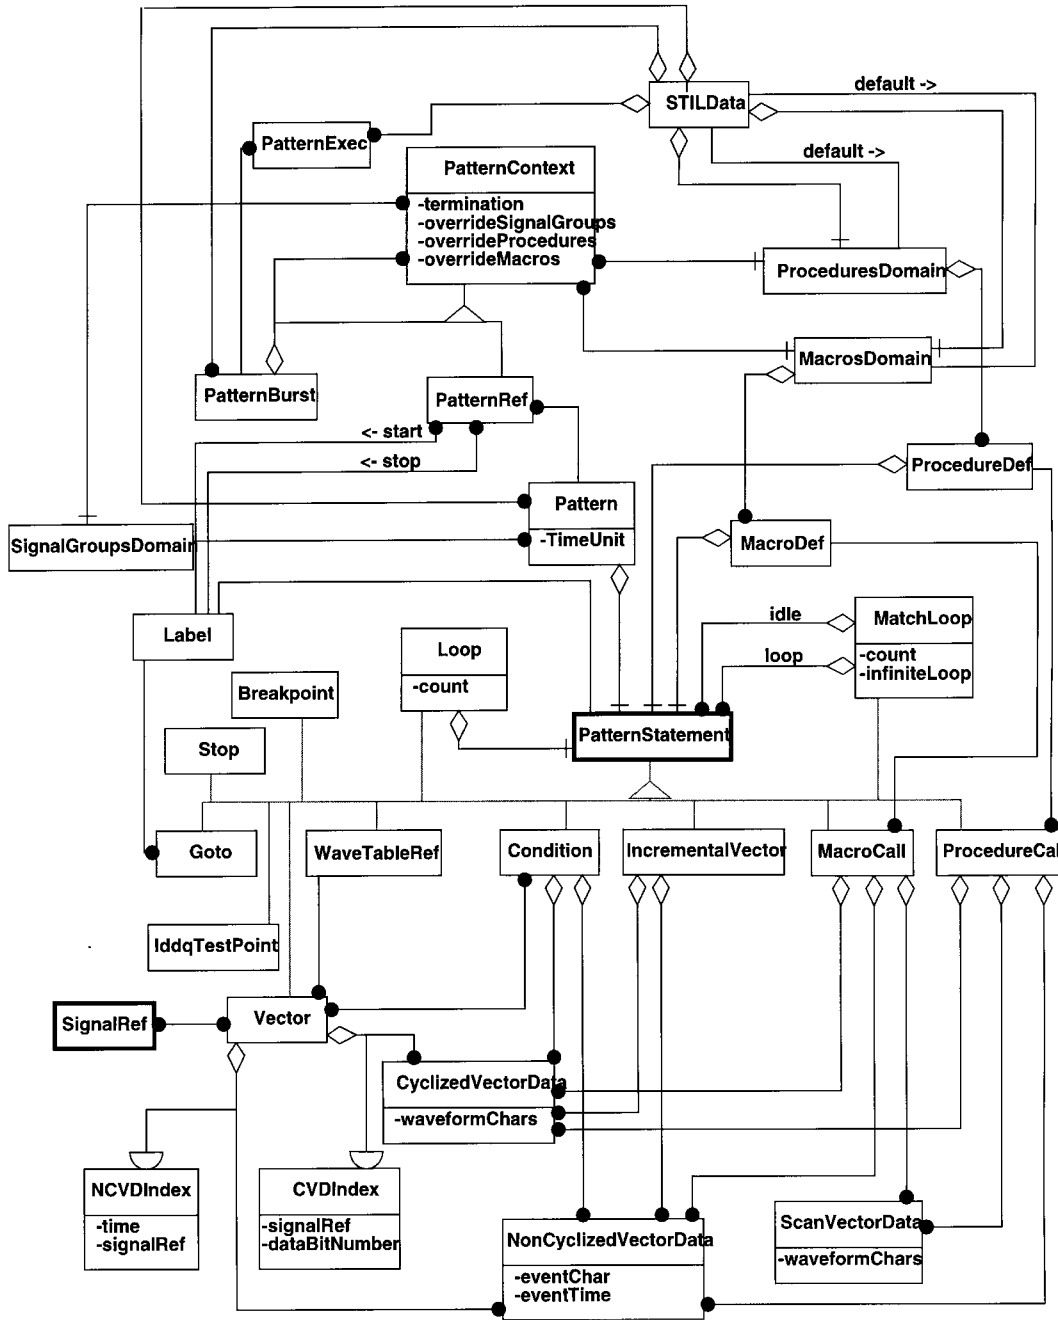 STILData
default ->
PatternExec
default ->
PatternContext
-termination
-overrideSignalGroups
-overrideProcedures
-overrideMacros
ProceduresDomain
MacrosDomain
PatternBurst
PatternRef
<- start
<- stop
ProcedureDef
Pattern
-TimeUnit
SignalGroupsDomain
MacroDef
Label
idle
MatchLoop
-count
-infiniteLoop
loop
Loop
-count
Breakpoint
PatternStatement
Stop
Goto
WaveTableRef
Condition
IncrementalVector
MacroCall
ProcedureCal
IddqTestPoint
SignalRef
Vector
CyclizedVectorData
-waveformChars
NCVDIndex
-time
-signalRef
CVDIndex
-signalRef
-dataBitNumber
NonCyclizedVectorData
-eventChar
-eventTime
ScanVectorData
-waveformChars